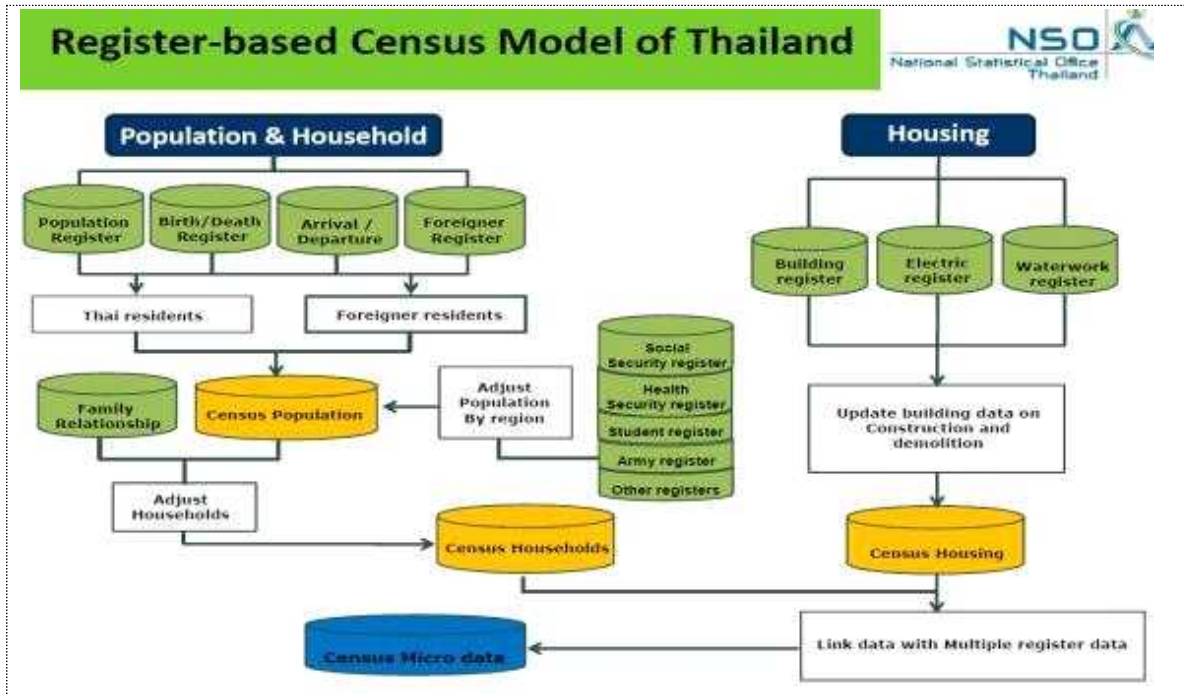 Register-based Census Model of Thailand
NSO
National Statistical Office
Thailand
Population & Household
Housing
Population
Register
Birth/Death
Register
Arrival /
Departure
Foreigner
Register
Building
register
Electric
register
Waterwork
register
Thai residents
Foreigner residents
Social
Security register
Health
Security register
Student register
Army register
Other registers
Adjust
Population
By region
Family
Relationship
Census Population
Update building data on
Construction and
demolition
Adjust
Households
Census Households
Census Housing
Link data with Multiple register data
Census Micro data